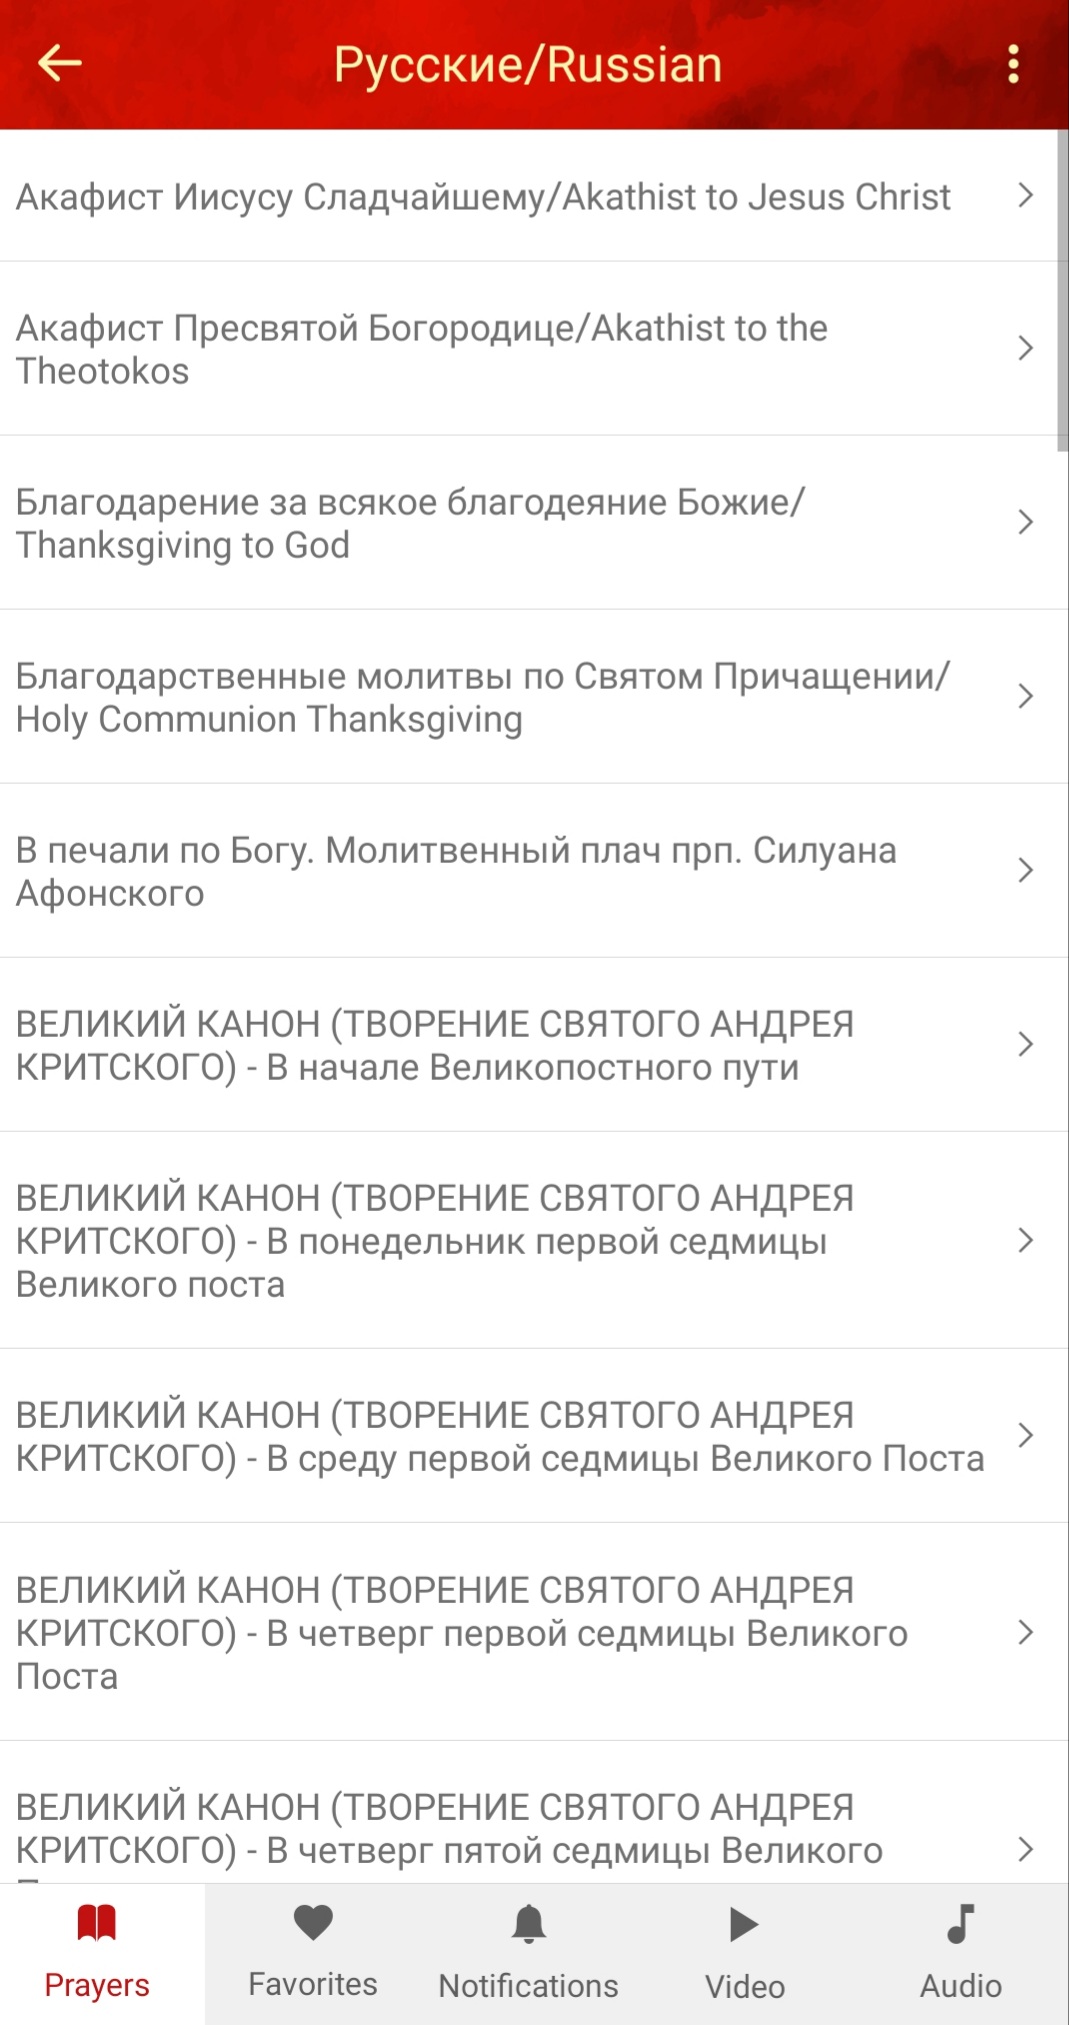 Русские/Russian
Акафист Иисусу Сладчайшему/Akathist to Jesus Christ
Акафист Пресвятой Богородице/Akathist to the
Theotokos
Благодарение за всякое благодеяние Божие/
Thanksgiving to God
Благодарственные молитвы по Святом Причащении/
Holy Communion Thanksgiving
В печали по Богу. Молитвенный плач прп. Силуана
Афонского
ВЕЛИКИЙ КАНОН (ТВОРЕНИЕ СВЯТОГО АНДРЕЯ
КРИТСКОГО) - В начале Великопостного пути
ВЕЛИКИЙ КАНОН (ТВОРЕНИЕ СВЯТОГО АНДРЕЯ
КРИТСКОГО) - В понедельник первой седмицы
Великого поста
ВЕЛИКИЙ КАНОН (ТВОРЕНИЕ СВЯТОГО АНДРЕЯ
КРИТСКОГО) - В среду первой седмицы Великого Поста
ВЕЛИКИЙ КАНОН (ТВОРЕНИЕ СВЯТОГО АНДРЕЯ
КРИТСКОГО) - В четверг первой седмицы Великого
Поста
ВЕЛИКИЙ КАНОН (ТВОРЕНИЕ СВЯТОГО АНДРЕЯ
КРИТСКОГО) - В четверг пятой седмицы Великого
Prayers
Favorites
Notifications
Video
Audio